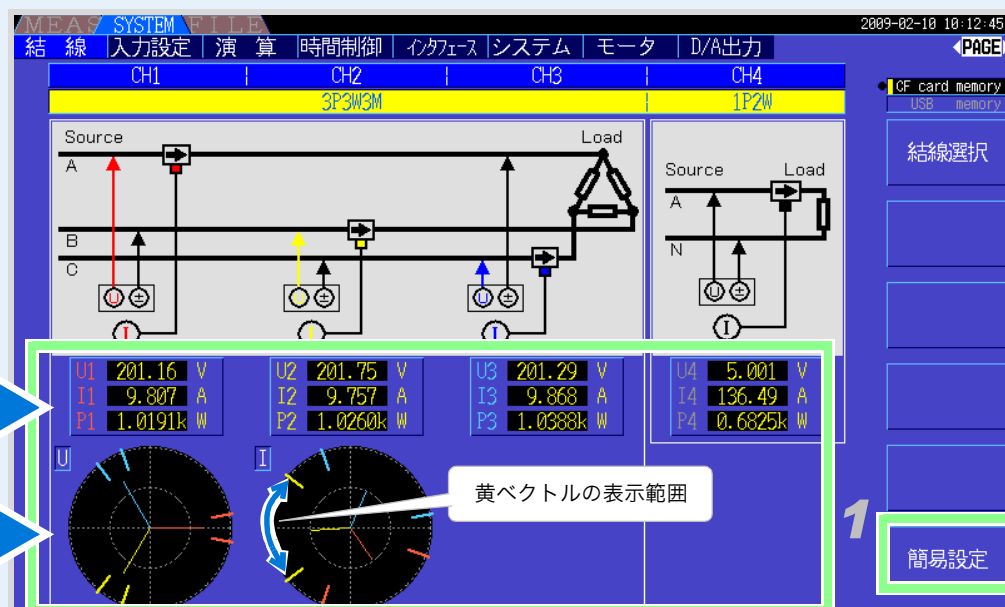 MEAS SYSTEM FILE 2009-02-10 10:12:45
結 線 入力設定 演 算 時間制御 インタフェース システム モータ D/A出力 PAGE
CH1 CH2 CH3 CH4
3P3W3M 1P2W
CF card memory
USB memory
Source Load
A
B
C
U ± U ± U ±
I I I
Source Load
A
N
U ±
I
結線選択
U1 201.16 V U2 201.75 V U3 201.29 V U4 5.001 V
I1 9.807 A I2 9.757 A I3 9.868 A I4 136.49 A
P1 1.0191k W P2 1.0260k W P3 1.0388k W P4 0.6825k W
U I
黄ベクトルの表示範囲
1
簡易設定